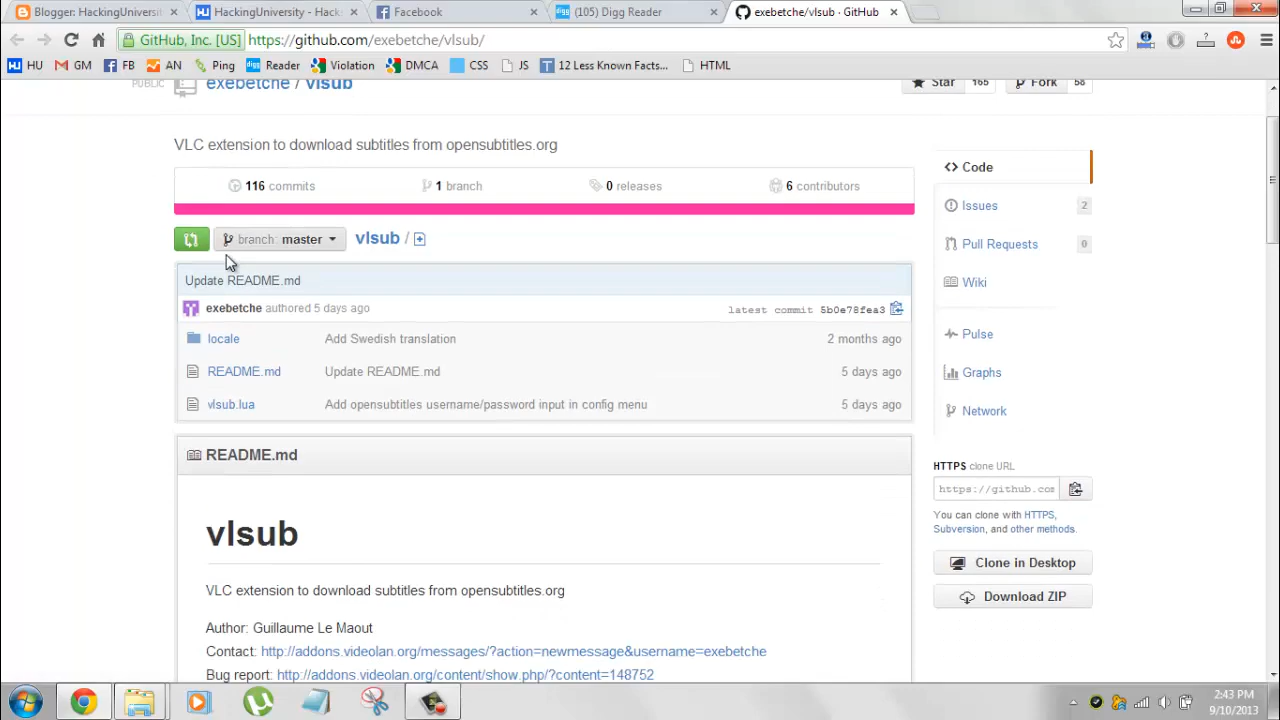 Blogger: HackingUniversi
HackingUniversity - Hacks
Facebook
(105) Digg Reader
exebetche/vlsub · GitHub
GitHub, Inc. [US]
https://github.com/exebetche/vlsub/
HU
GM
FB
AN
Ping
Reader
Violation
DMCA
CSS
JS
12 Less Known Facts...
HTML
PUBLIC
exebetche / vlsub
Star
165
Fork
58
VLC extension to download subtitles from opensubtitles.org
116 commits
1 branch
0 releases
6 contributors
branch: master
vlsub /
Update README.md
exebetche authored 5 days ago
latest commit 5b0e78fea3
locale
Add Swedish translation
2 months ago
README.md
Update README.md
5 days ago
vlsub.lua
Add opensubtitles username/password input in config menu
5 days ago
README.md
vlsub
VLC extension to download subtitles from opensubtitles.org
Author: Guillaume Le Maout
Contact: http://addons.videolan.org/messages/?action=newmessage&username=exebetche
Bug report: http://addons.videolan.org/content/show.php/?content=148752
Code
Issues
2
Pull Requests
0
Wiki
Pulse
Graphs
Network
HTTPS clone URL
https://github.com
You can clone with HTTPS,
Subversion, and other methods.
Clone in Desktop
Download ZIP
2:43 PM
9/10/2013